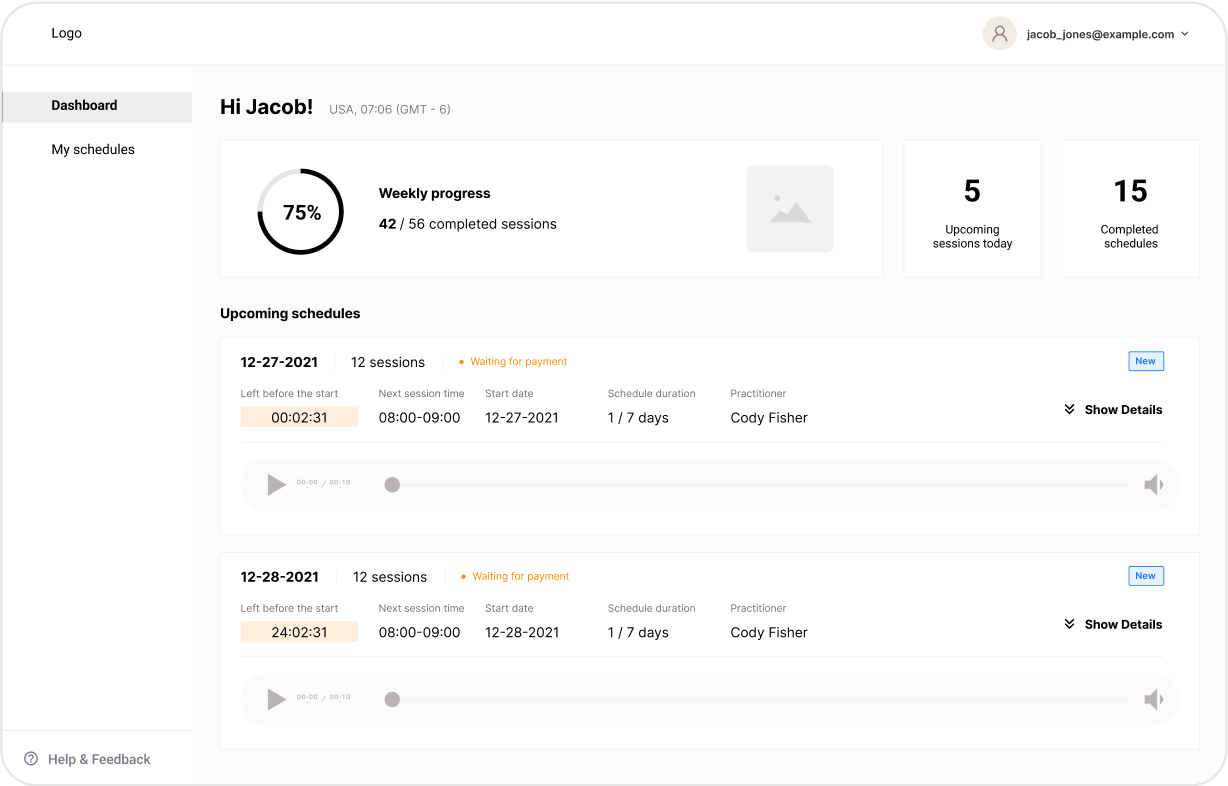 Logo
jacob_jones@example.com
Dashboard
My schedules
Hi Jacob! USA, 07:06 (GMT - 6)
75%
Weekly progress
42 / 56 completed sessions
5
Upcoming
sessions today
15
Completed
schedules
Upcoming schedules
12-27-2021 12 sessions Waiting for payment New
Left before the start Next session time Start date Schedule duration Practitioner
00:02:31 08:00-09:00 12-27-2021 1 / 7 days Cody Fisher
Show Details
00:00 / 00:10
12-28-2021 12 sessions Waiting for payment New
Left before the start Next session time Start date Schedule duration Practitioner
24:02:31 08:00-09:00 12-28-2021 1 / 7 days Cody Fisher
Show Details
00:00 / 00:10
Help & Feedback